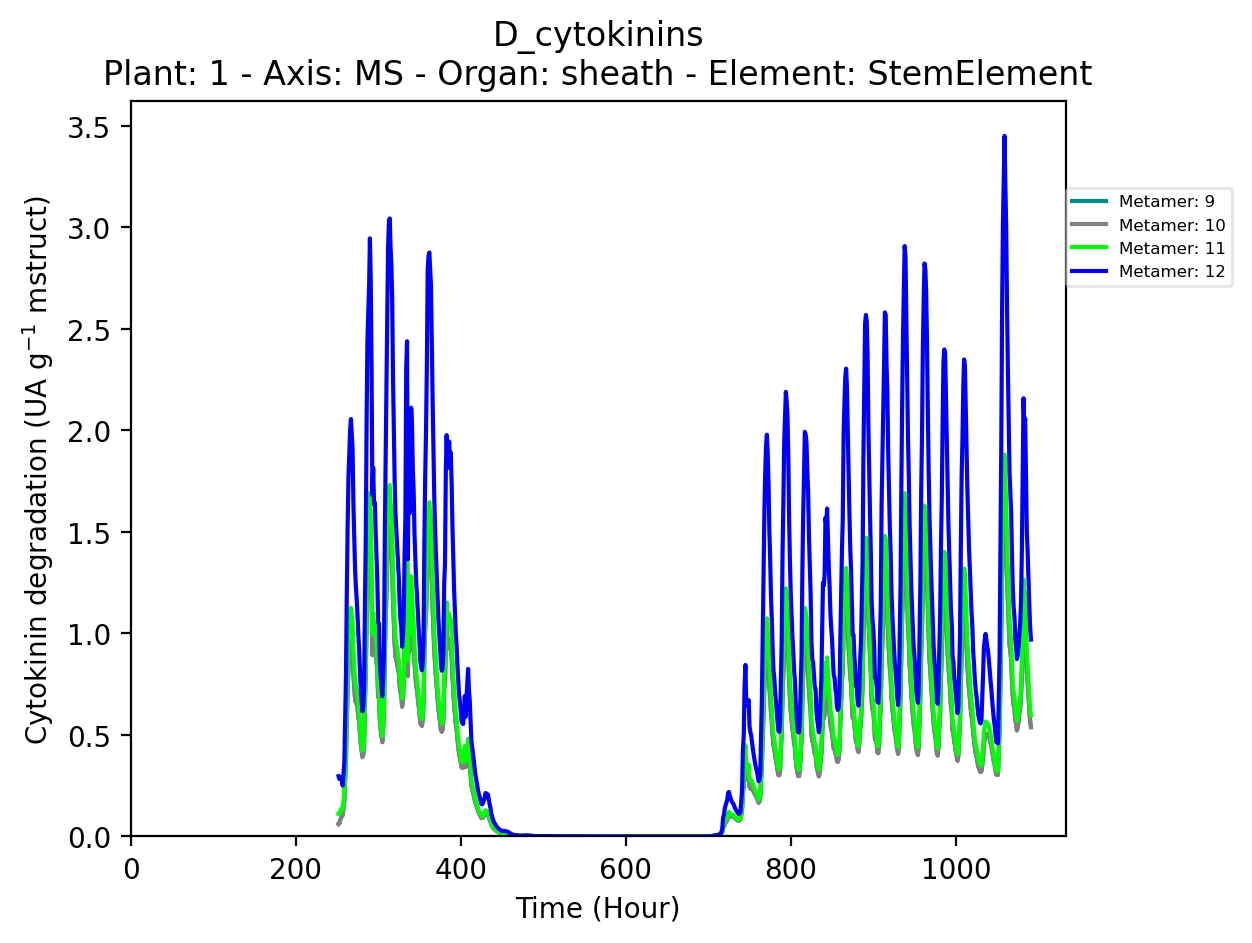 D_cytokinins
Plant: 1 - Axis: MS - Organ: sheath - Element: StemElement
Cytokinin degradation (UA g⁻¹ mstruct)
3.5
3.0
2.5
2.0
1.5
1.0
0.5
0.0
0
200
400
600
800
1000
Time (Hour)
Metamer: 9
Metamer: 10
Metamer: 11
Metamer: 12